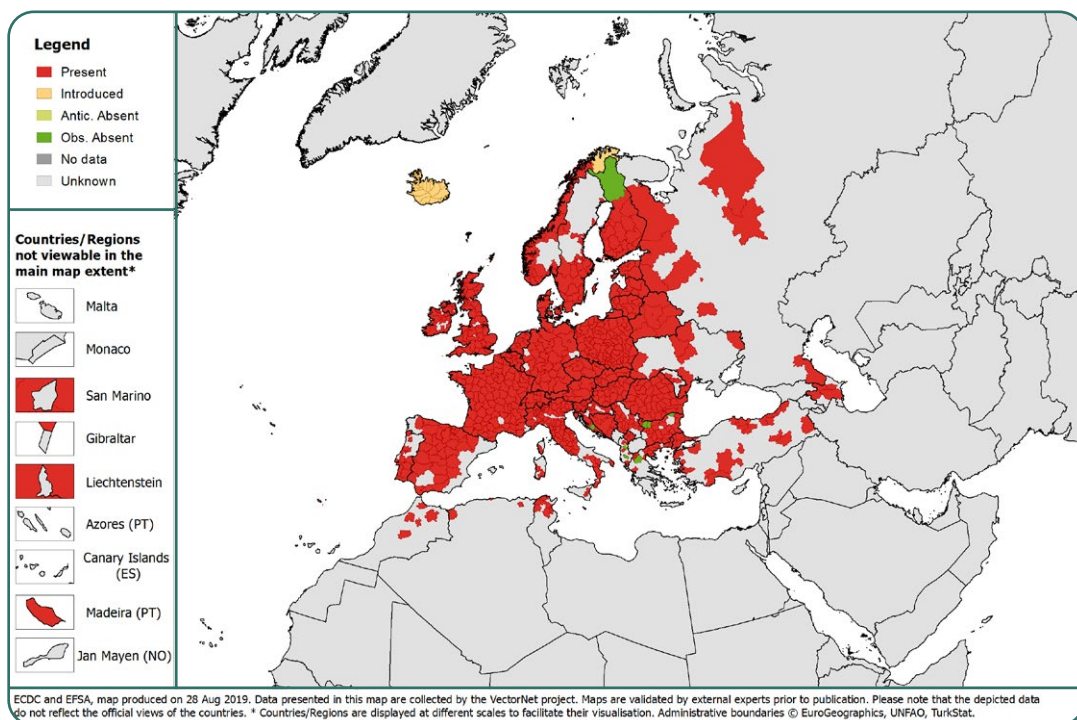 Legend
Present
Introduced
Antic. Absent
Obs. Absent
No data
Unknown
Countries/Regions
not viewable in the
main map extent*
Malta
Monaco
San Marino
Gibraltar
Liechtenstein
Azores (PT)
Canary Islands
(ES)
Madeira (PT)
Jan Mayen (NO)
ECDC and EFSA, map produced on 28 Aug 2019. Data presented in this map are collected by the VectorNet project. Maps are validated by external experts prior to publication. Please note that the depicted data
do not reflect the official views of the countries. * Countries/Regions are displayed at different scales to facilitate their visualisation. Administrative boundaries © EuroGeographics, UNFAO, TurkStat.